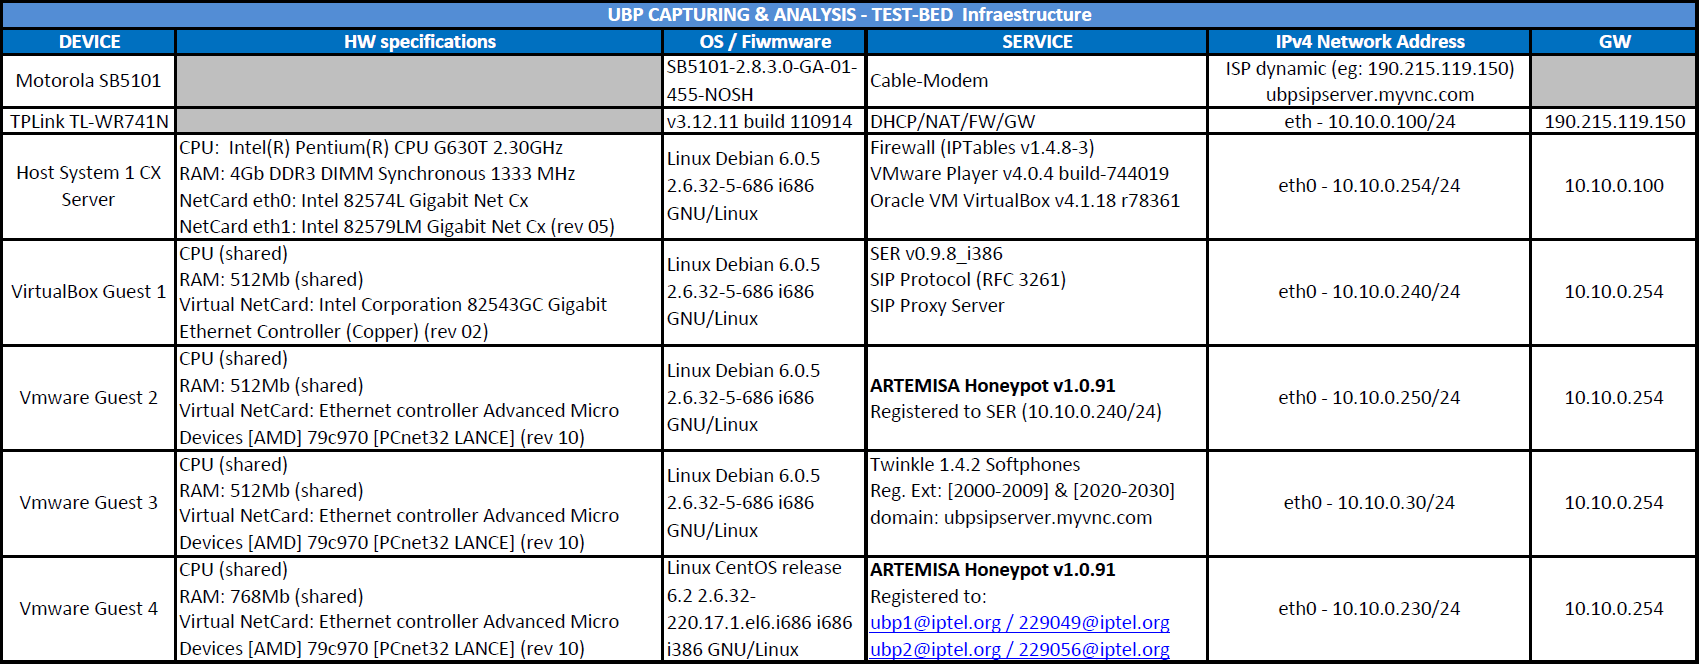 UBP CAPTURING & ANALYSIS - TEST-BED Infraestructure
DEVICE HW specifications OS / Fiwmware SERVICE IPv4 Network Address GW
Motorola SB5101
SB5101-2.8.3.0-GA-01-
455-NOSH
Cable-Modem
ISP dynamic (eg: 190.215.119.150)
ubpsipserver.myvnc.com
TPLink TL-WR741N
v3.12.11 build 110914
DHCP/NAT/FW/GW
eth - 10.10.0.100/24
190.215.119.150
Host System 1 CX
Server
CPU: Intel(R) Pentium(R) CPU G630T 2.30GHz
RAM: 4Gb DDR3 DIMM Synchronous 1333 MHz
NetCard eth0: Intel 82574L Gigabit Net Cx
NetCard eth1: Intel 82579LM Gigabit Net Cx (rev 05)
Linux Debian 6.0.5
2.6.32-5-686 i686
GNU/Linux
Firewall (IPTables v1.4.8-3)
VMware Player v4.0.4 build-744019
Oracle VM VirtualBox v4.1.18 r78361
eth0 - 10.10.0.254/24
10.10.0.100
VirtualBox Guest 1
CPU (shared)
RAM: 512Mb (shared)
Virtual NetCard: Intel Corporation 82543GC Gigabit
Ethernet Controller (Copper) (rev 02)
Linux Debian 6.0.5
2.6.32-5-686 i686
GNU/Linux
SER v0.9.8_i386
SIP Protocol (RFC 3261)
SIP Proxy Server
eth0 - 10.10.0.240/24
10.10.0.254
Vmware Guest 2
CPU (shared)
RAM: 512Mb (shared)
Virtual NetCard: Ethernet controller Advanced Micro
Devices [AMD] 79c970 [PCnet32 LANCE] (rev 10)
Linux Debian 6.0.5
2.6.32-5-686 i686
GNU/Linux
ARTEMISA Honeypot v1.0.91
Registered to SER (10.10.0.240/24)
eth0 - 10.10.0.250/24
10.10.0.254
Vmware Guest 3
CPU (shared)
RAM: 512Mb (shared)
Virtual NetCard: Ethernet controller Advanced Micro
Devices [AMD] 79c970 [PCnet32 LANCE] (rev 10)
Linux Debian 6.0.5
2.6.32-5-686 i686
GNU/Linux
Twinkle 1.4.2 Softphones
Reg. Ext: [2000-2009] & [2020-2030]
domain: ubpsipserver.myvnc.com
eth0 - 10.10.0.30/24
10.10.0.254
Vmware Guest 4
CPU (shared)
RAM: 768Mb (shared)
Virtual NetCard: Ethernet controller Advanced Micro
Devices [AMD] 79c970 [PCnet32 LANCE] (rev 10)
Linux CentOS release
6.2 2.6.32-
220.17.1.el6.i686 i686
i386 GNU/Linux
ARTEMISA Honeypot v1.0.91
Registered to:
ubp1@iptel.org / 229049@iptel.org
ubp2@iptel.org / 229056@iptel.org
eth0 - 10.10.0.230/24
10.10.0.254